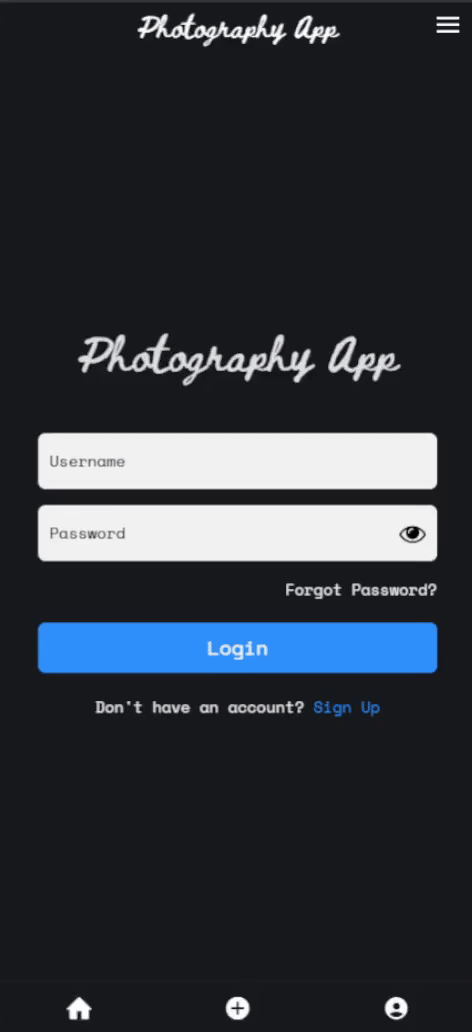 Photography App
Photography App
Username
Password
Forgot Password?
Login
Don't have an account? Sign Up